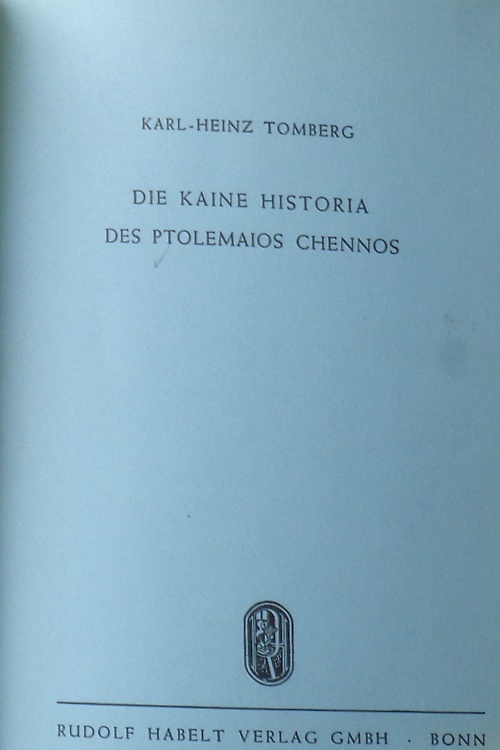 KARL-HEINZ TOMBERG
DIE KAINE HISTORIA
DES PTOLEMAIOS CHENNOS
RUDOLF HABELT VERLAG GMBH · BONN